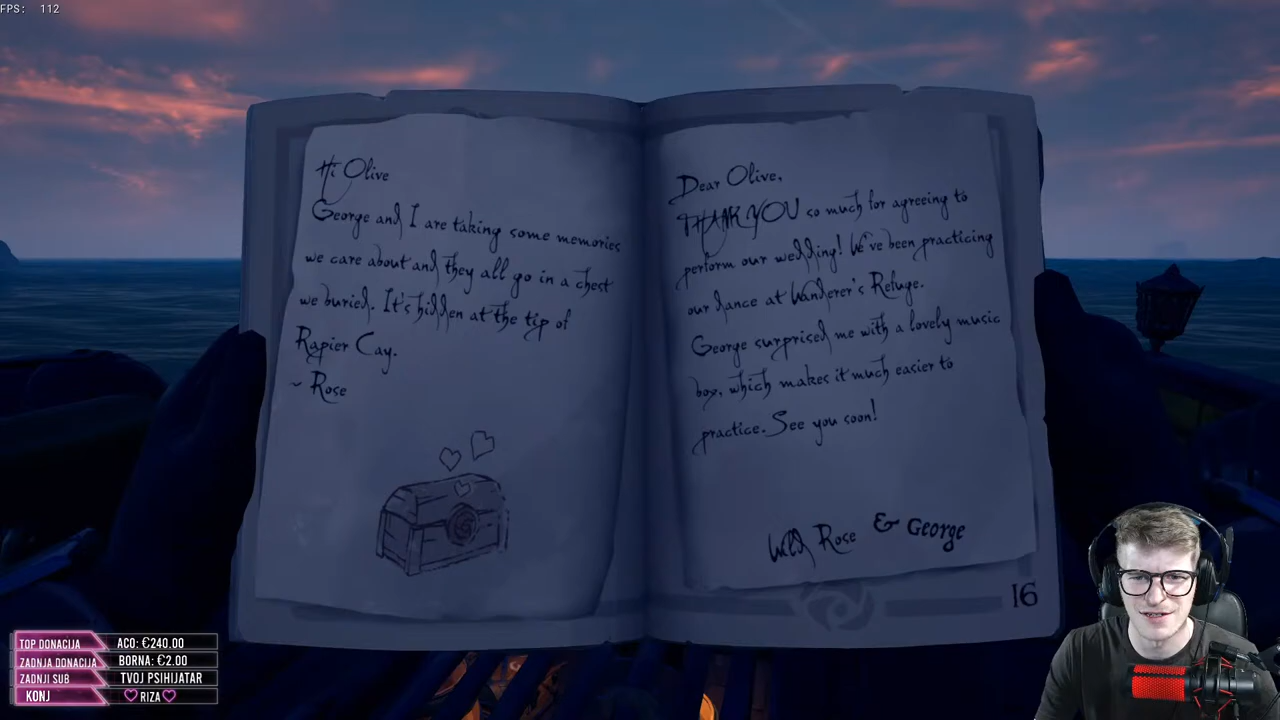 FPS: 112
Hi Olive
George and I are taking some memories
we care about and they all go in a chest
we buried. It's hidden at the tip of
Rapier Cay.
~ Rose
Dear Olive,
THANK YOU so much for agreeing to
perform our wedding! We've been practicing
our dance at Wanderer's Refuge.
George surprised me with a lovely music
box, which makes it much easier to
practice. See you soon!
Wild Rose & George
16
TOP DONACIJA ACO: €240.00
ZADNJA DONACIJA BORNA: €2.00
ZADNJI SUB TVOJ PSIHIJATAR
KONJ RIZA